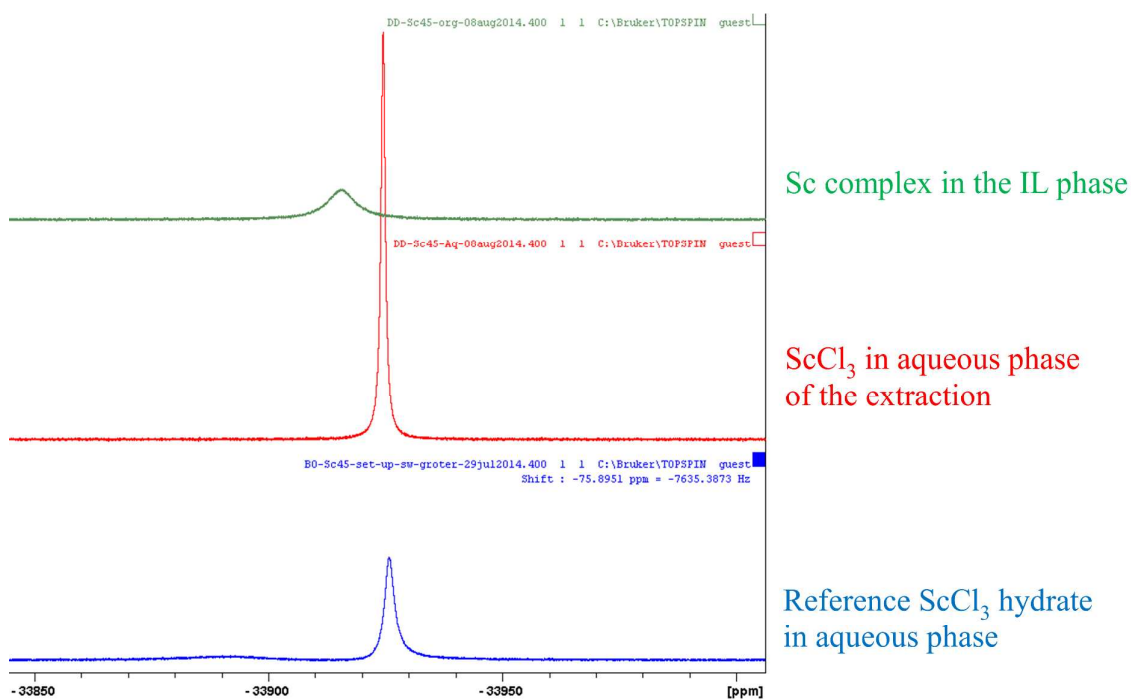 DD-Sc45-org-08aug2014.400 1 1 C:\Bruker\TOPSPIN guest
Sc complex in the IL phase
DD-Sc45-Aq-08aug2014.400 1 1 C:\Bruker\TOPSPIN guest
ScCl₃ in aqueous phase
of the extraction
BO-Sc45-set-up-sw-groter-29jul2014.400 1 1 C:\Bruker\TOPSPIN guest
Shift : -75.8951 ppm = -7635.3873 Hz
Reference ScCl₃ hydrate
in aqueous phase
-33850 -33900 -33950 [ppm]